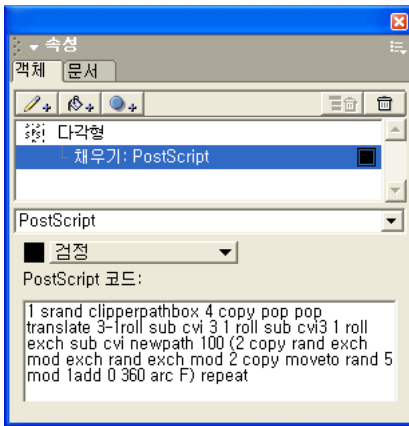 속성
객체 문서
다각형
채우기: PostScript
PostScript
검정
PostScript 코드:
1 srand clipperpathbox 4 copy pop pop
translate 3-1roll sub cvi 3 1 roll sub cvi3 1 roll
exch sub cvi newpath 100 (2 copy rand exch
mod exch rand exch mod 2 copy moveto rand 5
mod 1add 0 360 arc F) repeat